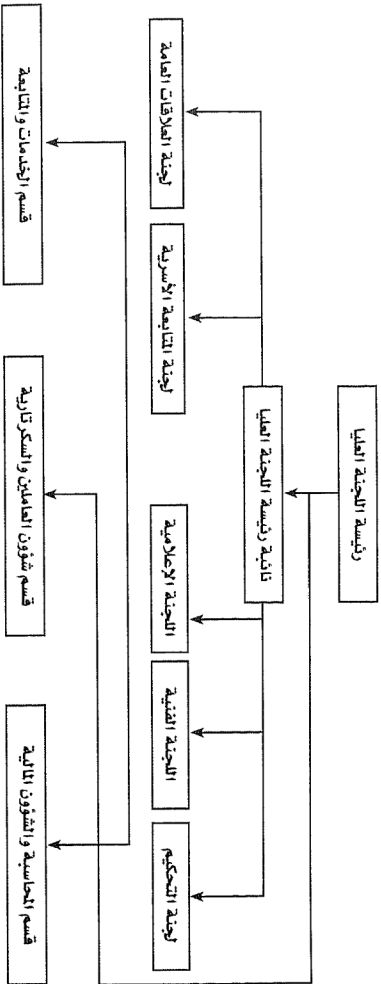 رئيسة اللجنة العليا
نائبة رئيسة اللجنة العليا
لجنة التحكيم
اللجنة الفنية
اللجنة الإعلامية
لجنة المتابعة الأسرية
لجنة العلاقات العامة
قسم المحاسبة والشؤون المالية
قسم شؤون العاملين والسكرتارية
قسم الخدمات والمتابعة